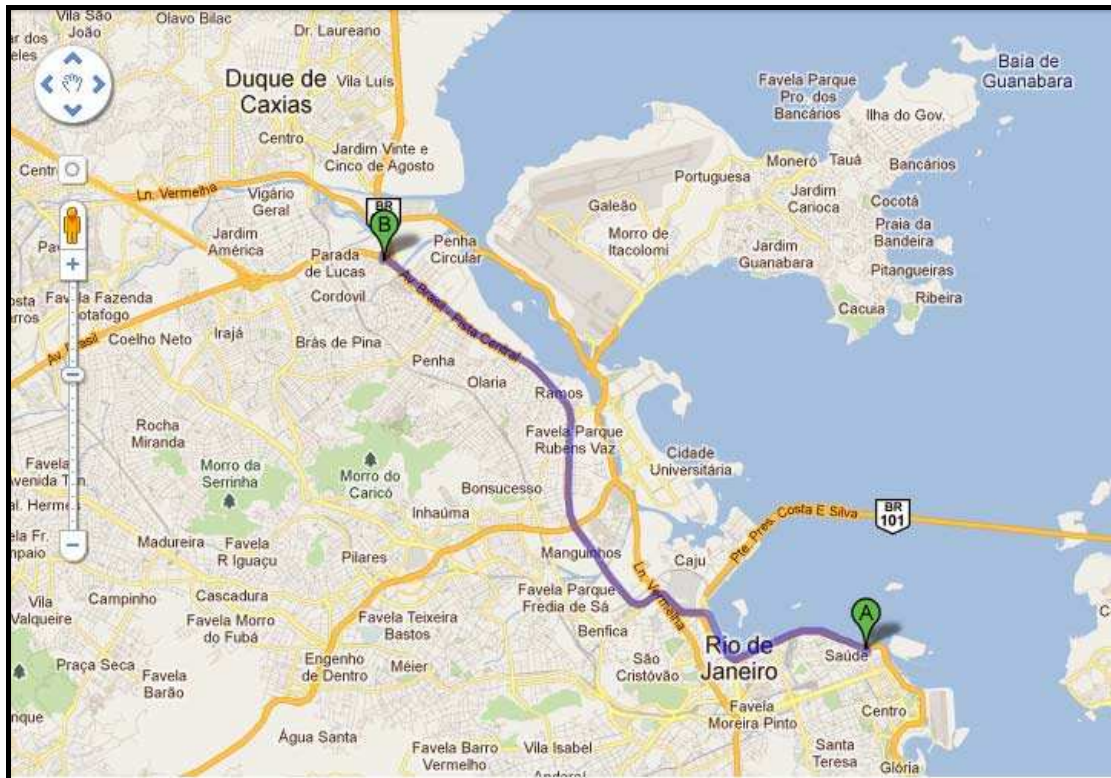 Vila São
João
Olavo Bilac
Dr. Laureano
Duque de
Caxias
Vila Luís
Centro
Jardim Vinte e
Cinco de Agosto
Ln. Vermelha
Vigário
Geral
BR
B
Jardim
América
Parada
de Lucas
Penha
Circular
Cordovil
Av. Brasil - Pista Central
Favela Fazenda
Irajá
Coelho Neto
Brás de Pina
Penha
Olaria
Ramos
Av. Brasil
Favela Parque
Rubens Vaz
Rocha
Miranda
Morro da
Serrinha
Morro do
Caricó
Bonsucesso
Inhaúma
Cidade
Universitária
Favela Parque
Pro. dos
Bancários
Baía de
Guanabara
Ilha do Gov.
Moneró
Tauá
Bancários
Portuguesa
Jardim
Carioca
Cocotá
Galeão
Morro de
Itacolomi
Praia da
Bandeira
Jardim
Guanabara
Pitangueiras
Ribeira
Cacuia
Pte. Pres. Costa E Silva
BR
101
Madureira
Favela
R Iguaçu
Pilares
Manguinhos
Caju
Ln. Vermelha
Vila
Valqueire
Campinho
Cascadura
Favela Morro
do Fubá
Favela Teixeira
Bastos
Favela Parque
Fredia de Sá
Benfica
A
Praça Seca
Favela
Barão
Engenho
de Dentro
Méier
São
Cristóvão
Rio de
Janeiro
Saúde
Centro
Favela
Moreira Pinto
Água Santa
Favela Barro
Vermelho
Vila Isabel
Santa
Teresa
Glória